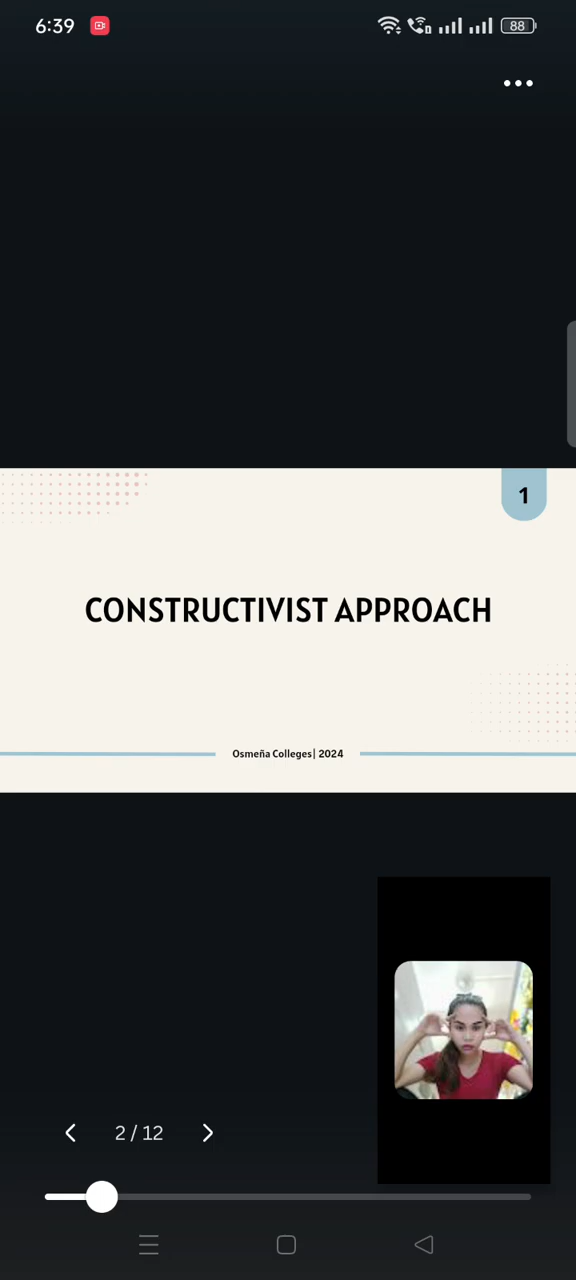 6:39
88
1
CONSTRUCTIVIST APPROACH
Osmeña Colleges| 2024
2 / 12